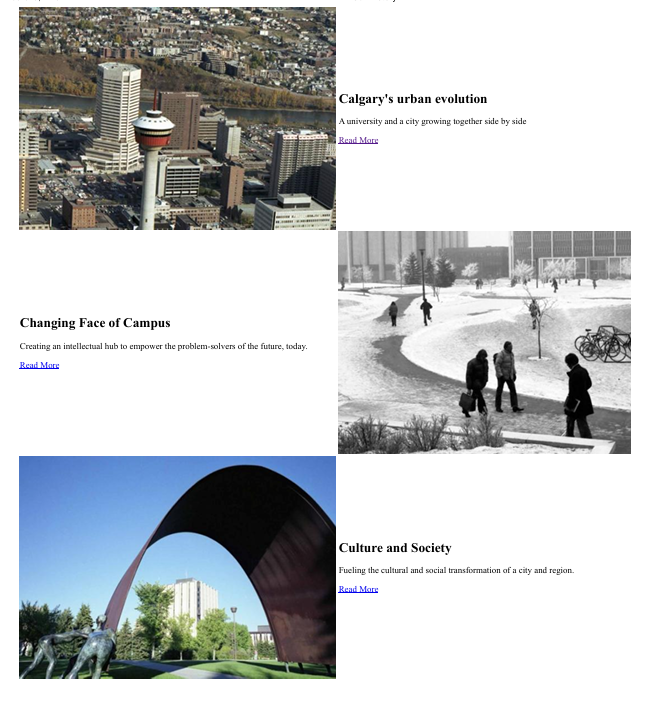 Calgary's urban evolution
A university and a city growing together side by side
Read More
Changing Face of Campus
Creating an intellectual hub to empower the problem-solvers of the future, today.
Read More
Culture and Society
Fueling the cultural and social transformation of a city and region.
Read More